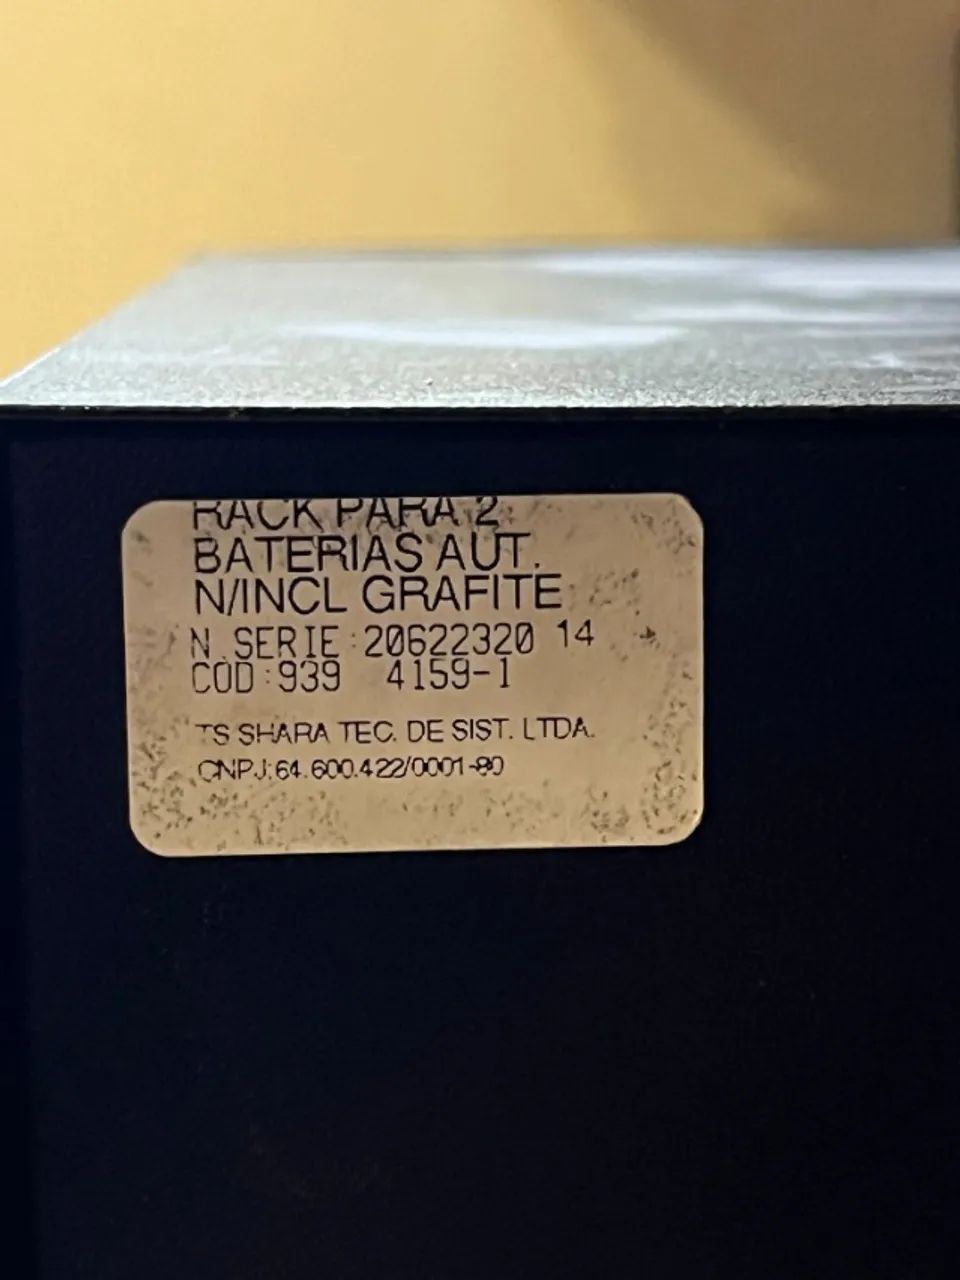 RACK PARA 2
BATERIAS AUT.
N/INCL GRAFITE
N. SERIE:20622320 14
COD:939 4159-1
TS SHARA TEC. DE SIST. LTDA.
CNPJ:64.600.422/0001-80